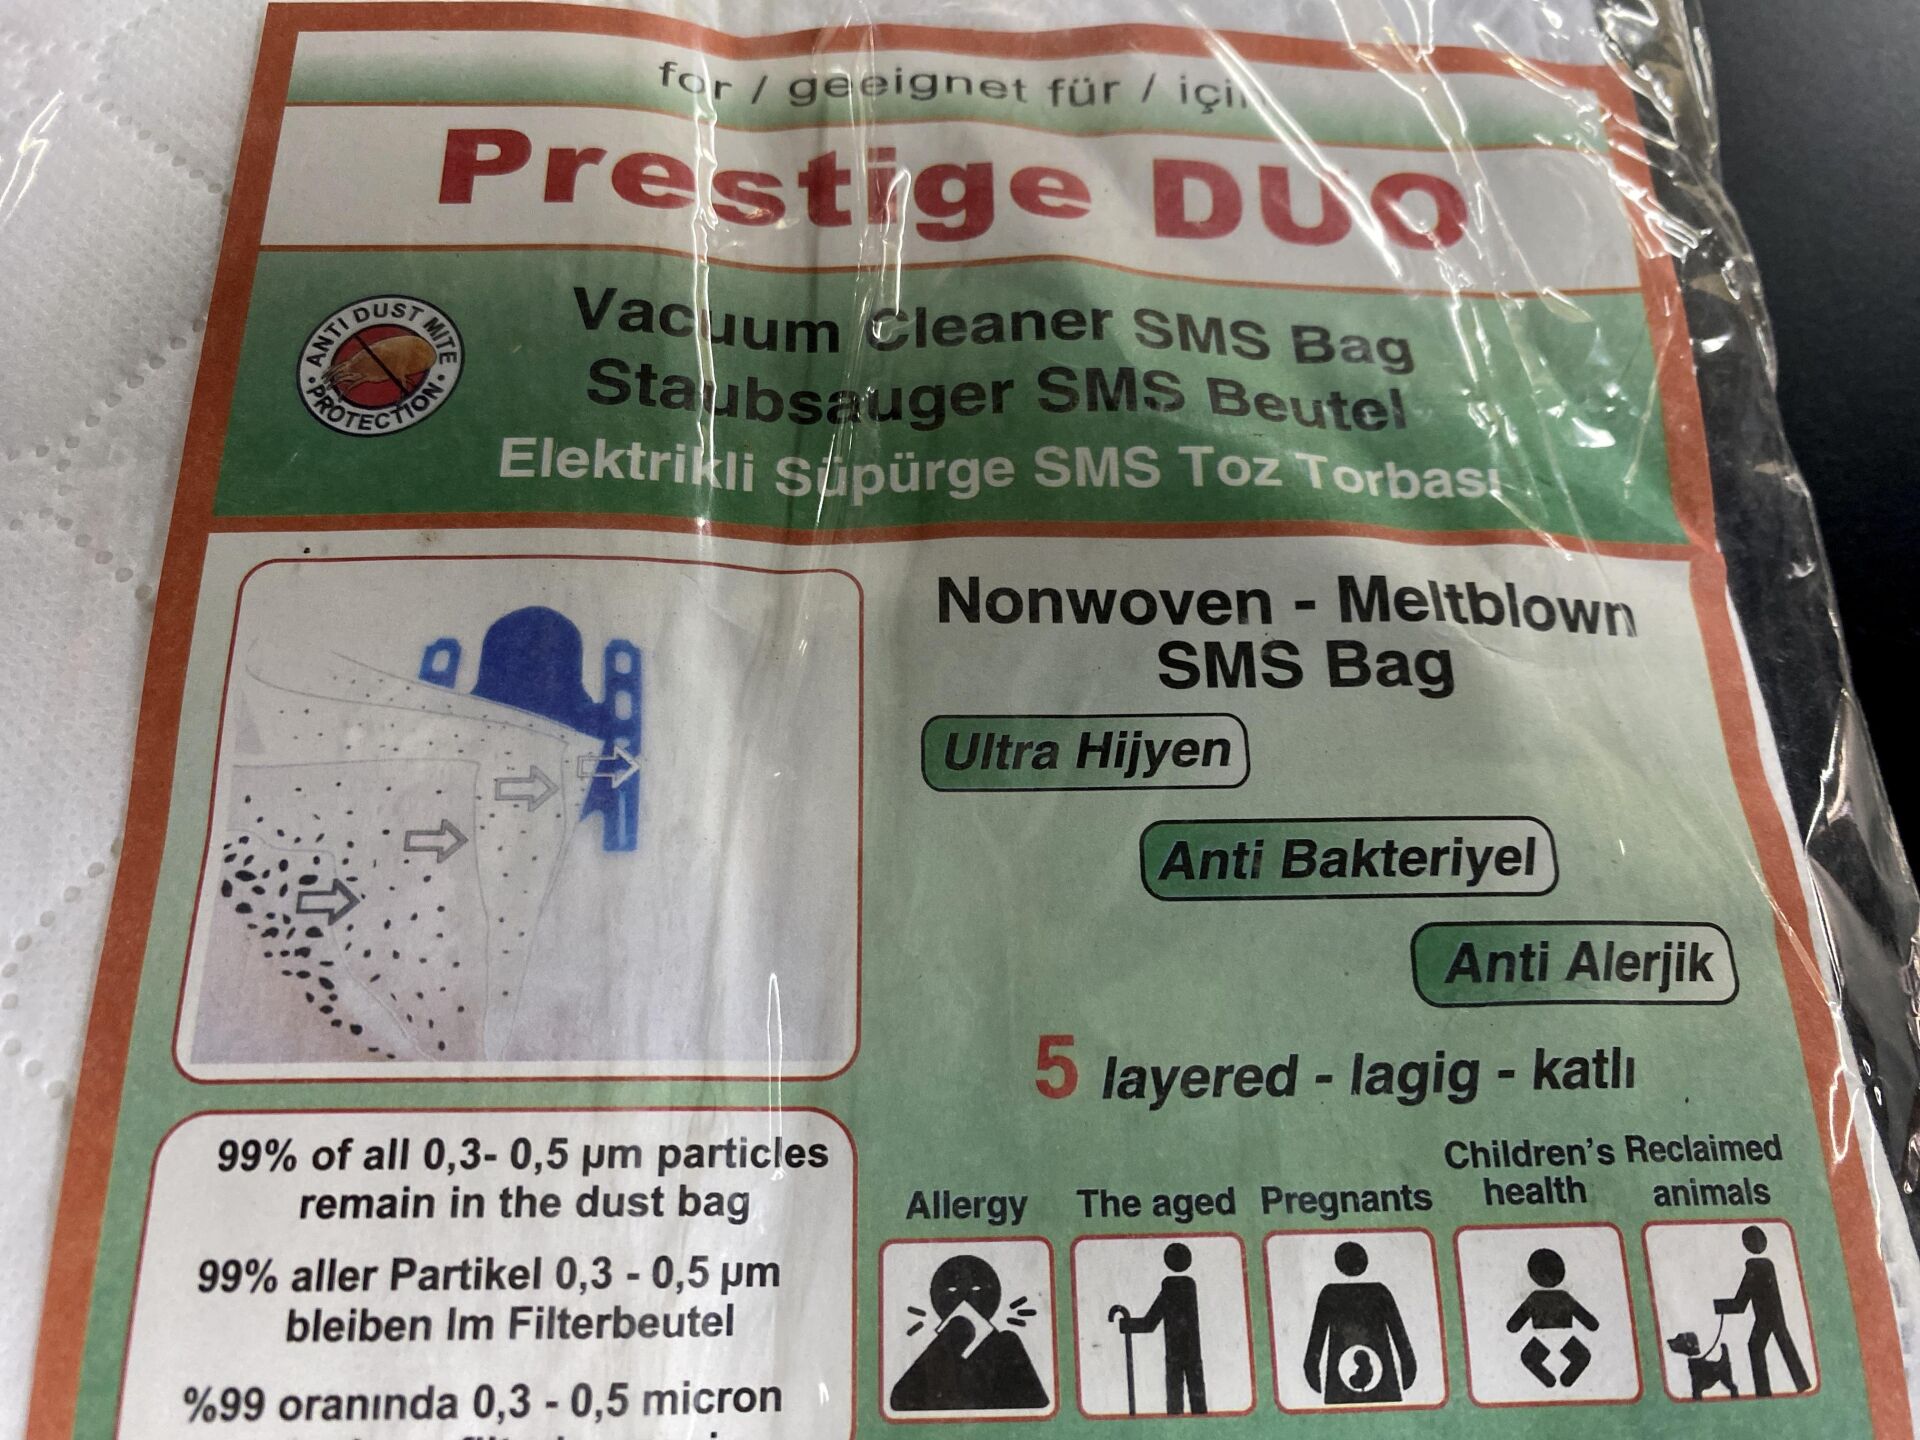 for / geeignet für / için
Prestige DUO
ANTI DUST MITE
PROTECTION
Vacuum Cleaner SMS Bag
Staubsauger SMS Beutel
Elektrikli Süpürge SMS Toz Torbası
Nonwoven - Meltblown
SMS Bag
Ultra Hijyen
Anti Bakteriyel
Anti Alerjik
5 layered - lagig - katlı
99% of all 0,3- 0,5 µm particles
remain in the dust bag
99% aller Partikel 0,3 - 0,5 µm
bleiben Im Filterbeutel
%99 oranında 0,3 - 0,5 micron
Allergy
The aged
Pregnants
Children's
health
Reclaimed
animals